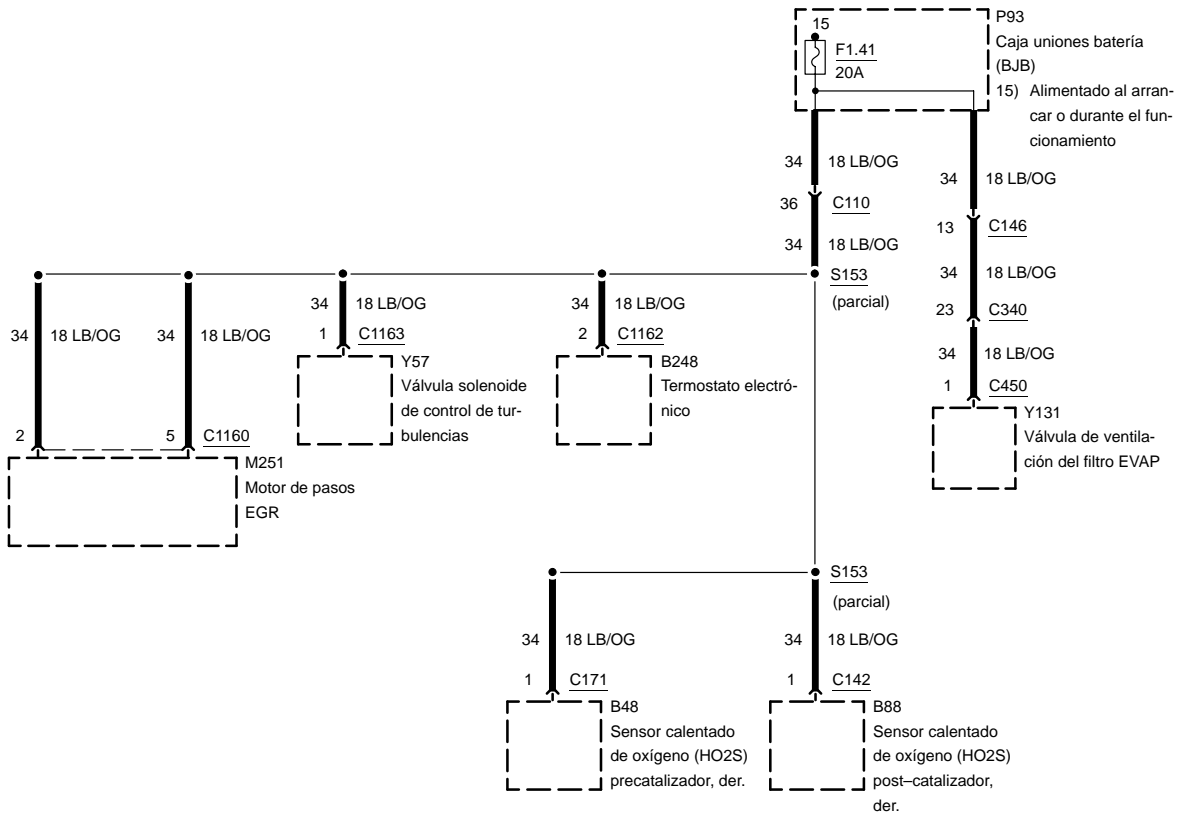 15
F1.41
20A
P93
Caja uniones batería
(BJB)
15) Alimentado al arran-
car o durante el fun-
cionamiento
34 18 LB/OG
34 18 LB/OG
36 C110
13 C146
34 18 LB/OG
34 18 LB/OG
S153
(parcial)
34 18 LB/OG
34 18 LB/OG
23 C340
34 18 LB/OG
34 18 LB/OG
1 C1163
2 C1162
34 18 LB/OG
Y57
Válvula solenoide
de control de tur-
bulencias
B248
Termostato electró-
nico
1 C450
Y131
Válvula de ventila-
ción del filtro EVAP
2
5 C1160
M251
Motor de pasos
EGR
S153
(parcial)
34 18 LB/OG
34 18 LB/OG
1 C171
1 C142
B48
Sensor calentado
de oxígeno (HO2S)
precatalizador, der.
B88
Sensor calentado
de oxígeno (HO2S)
post–catalizador,
der.